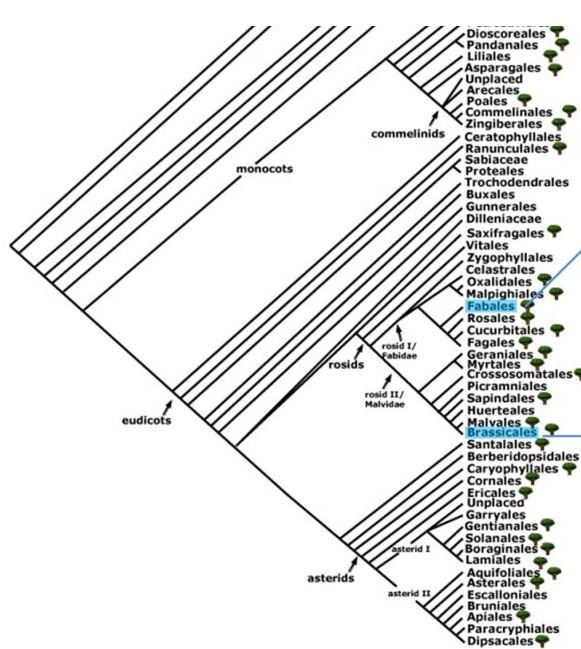 Dioscoreales
Pandanales
Liliales
Asparagales
Unplaced
Arecales
Poales
Commelinales
Zingiberales
commelinids
Ceratophyllales
Ranunculales
Sabiaceae
monocots
Proteales
Trochodendrales
Buxales
Gunnerales
Dilleniaceae
Saxifragales
Vitales
Zygophyllales
Celastrales
Oxalidales
Malpighiales
Fabales
Rosales
Cucurbitales
Fagales
rosid I/
Fabidae
Geraniales
rosids
Myrtales
Crossosomatales
Picramniales
rosid II/
Malvidae
Sapindales
Huerteales
eudicots
Malvales
Brassicales
Santalales
Berberidopsidales
Caryophyllales
Cornales
Ericales
Unplaced
Garryales
Gentianales
Solanales
asterid I
Boraginales
Lamiales
asterids
Aquifoliales
Asterales
asterid II
Escalloniales
Bruniales
Apiales
Paracryphiales
Dipsacales